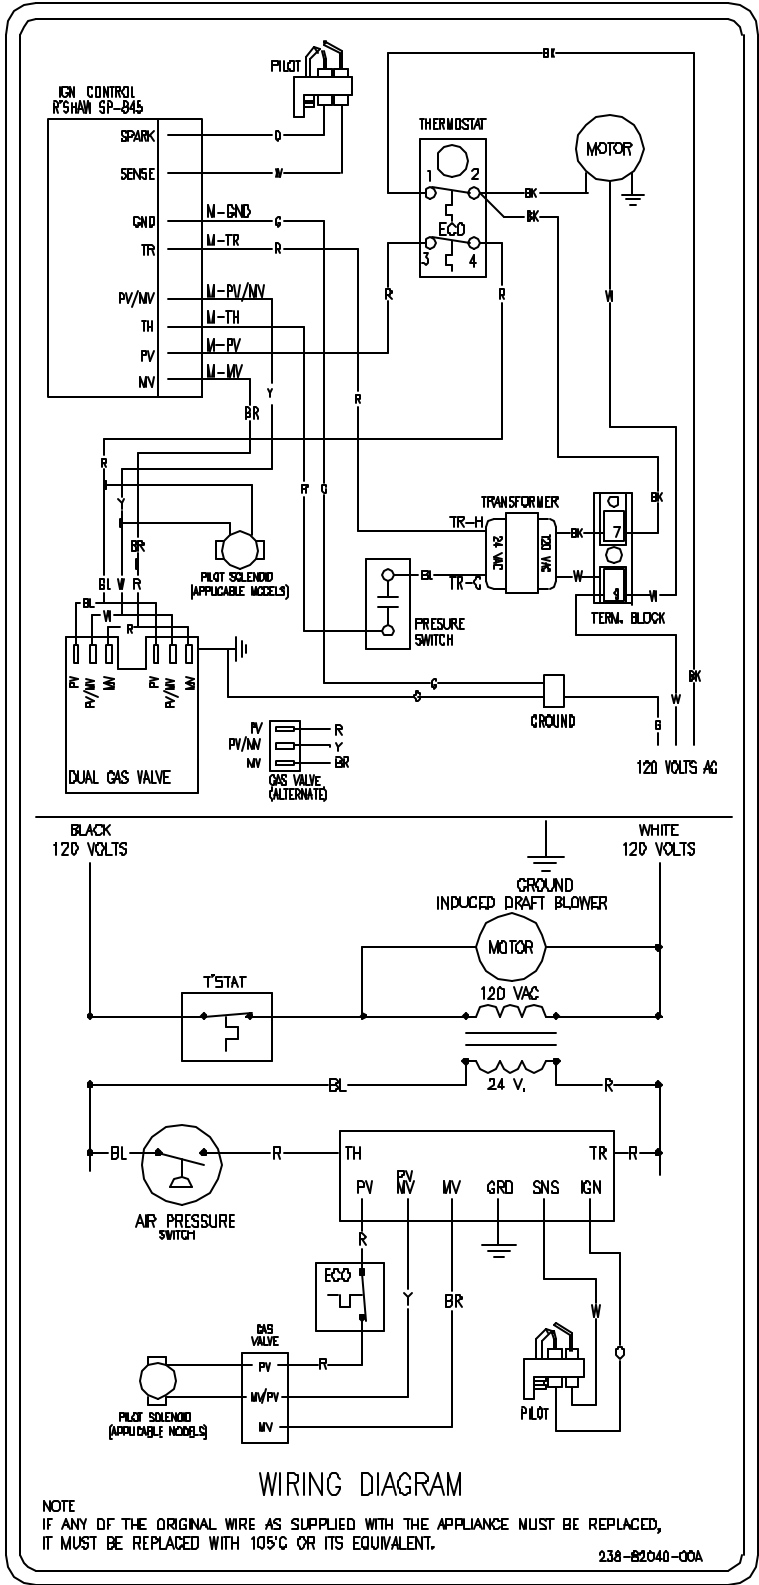 PILOT
BK
IGN CONTROL
R'SHAW SP-845
THERMOSTAT
MOTOR
SPARK
O
SENSE
W
1
2
BK
GND
M-GND
G
BK
TR
M-TR
R
ECO
3
4
PV/MV
M-PV/MV
R
R
W
TH
M-TH
PV
M-PV
MV
M-MV
Y
R
BR
R
R
G
BK
Y
TRANSFORMER
TR-H
24 VAC
120 VAC
BK
7
BR
PILOT SOLENOID
(APPLICABLE MODELS)
BL
TR-C
W
1
W
BL
W
R
TERM. BLOCK
BL
W
R
PRESURE
SWITCH
PV
PV/MV
MV
PV
PV/MV
MV
G
G
BK
W
GROUND
G
PV
R
PV/MV
Y
MV
BR
120 VOLTS AC
DUAL GAS VALVE
GAS VALVE
(ALTERNATE)
BLACK
120 VOLTS
WHITE
120 VOLTS
GROUND
INDUCED DRAFT BLOWER
MOTOR
T'STAT
120 VAC
BL
24 V.
R
BL
R
TH
TR
R
PV
PV
MV
MV
GRD
SNS
IGN
AIR PRESSURE
SWITCH
R
ECO
Y
BR
W
GAS
VALVE
PV
R
O
MV/PV
MV
PILOT
PILOT SOLENOID
(APPLICABLE MODELS)
WIRING DIAGRAM
NOTE
IF ANY OF THE ORIGINAL WIRE AS SUPPLIED WITH THE APPLIANCE MUST BE REPLACED,
IT MUST BE REPLACED WITH 105°C OR ITS EQUIVALENT.
238-82040-00A